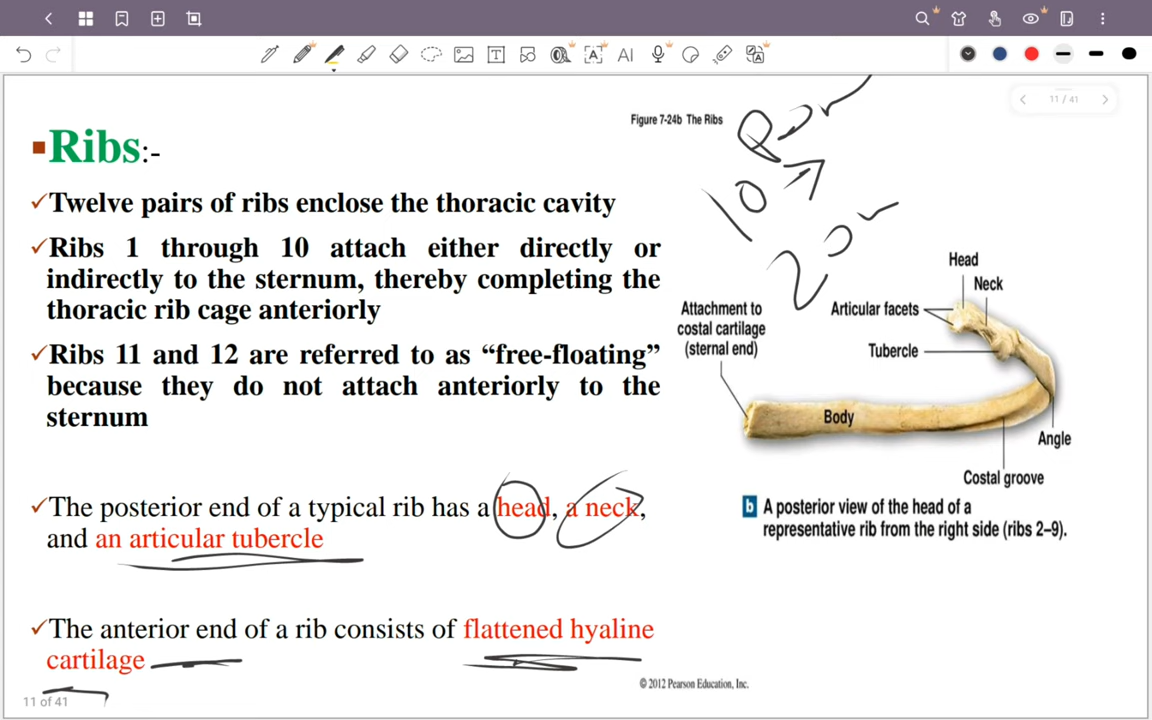 AI
11 / 41
Figure 7-24b The Ribs
▪Ribs:-
✓Twelve pairs of ribs enclose the thoracic cavity
✓Ribs 1 through 10 attach either directly or
indirectly to the sternum, thereby completing the
thoracic rib cage anteriorly
✓Ribs 11 and 12 are referred to as “free-floating”
because they do not attach anteriorly to the
sternum
✓The posterior end of a typical rib has a head, a neck,
and an articular tubercle
✓The anterior end of a rib consists of flattened hyaline
cartilage
10
Head
Neck
Attachment to
costal cartilage
(sternal end)
Articular facets
Tubercle
Body
Angle
Costal groove
b A posterior view of the head of a
representative rib from the right side (ribs 2–9).
© 2012 Pearson Education, Inc.
11 of 41